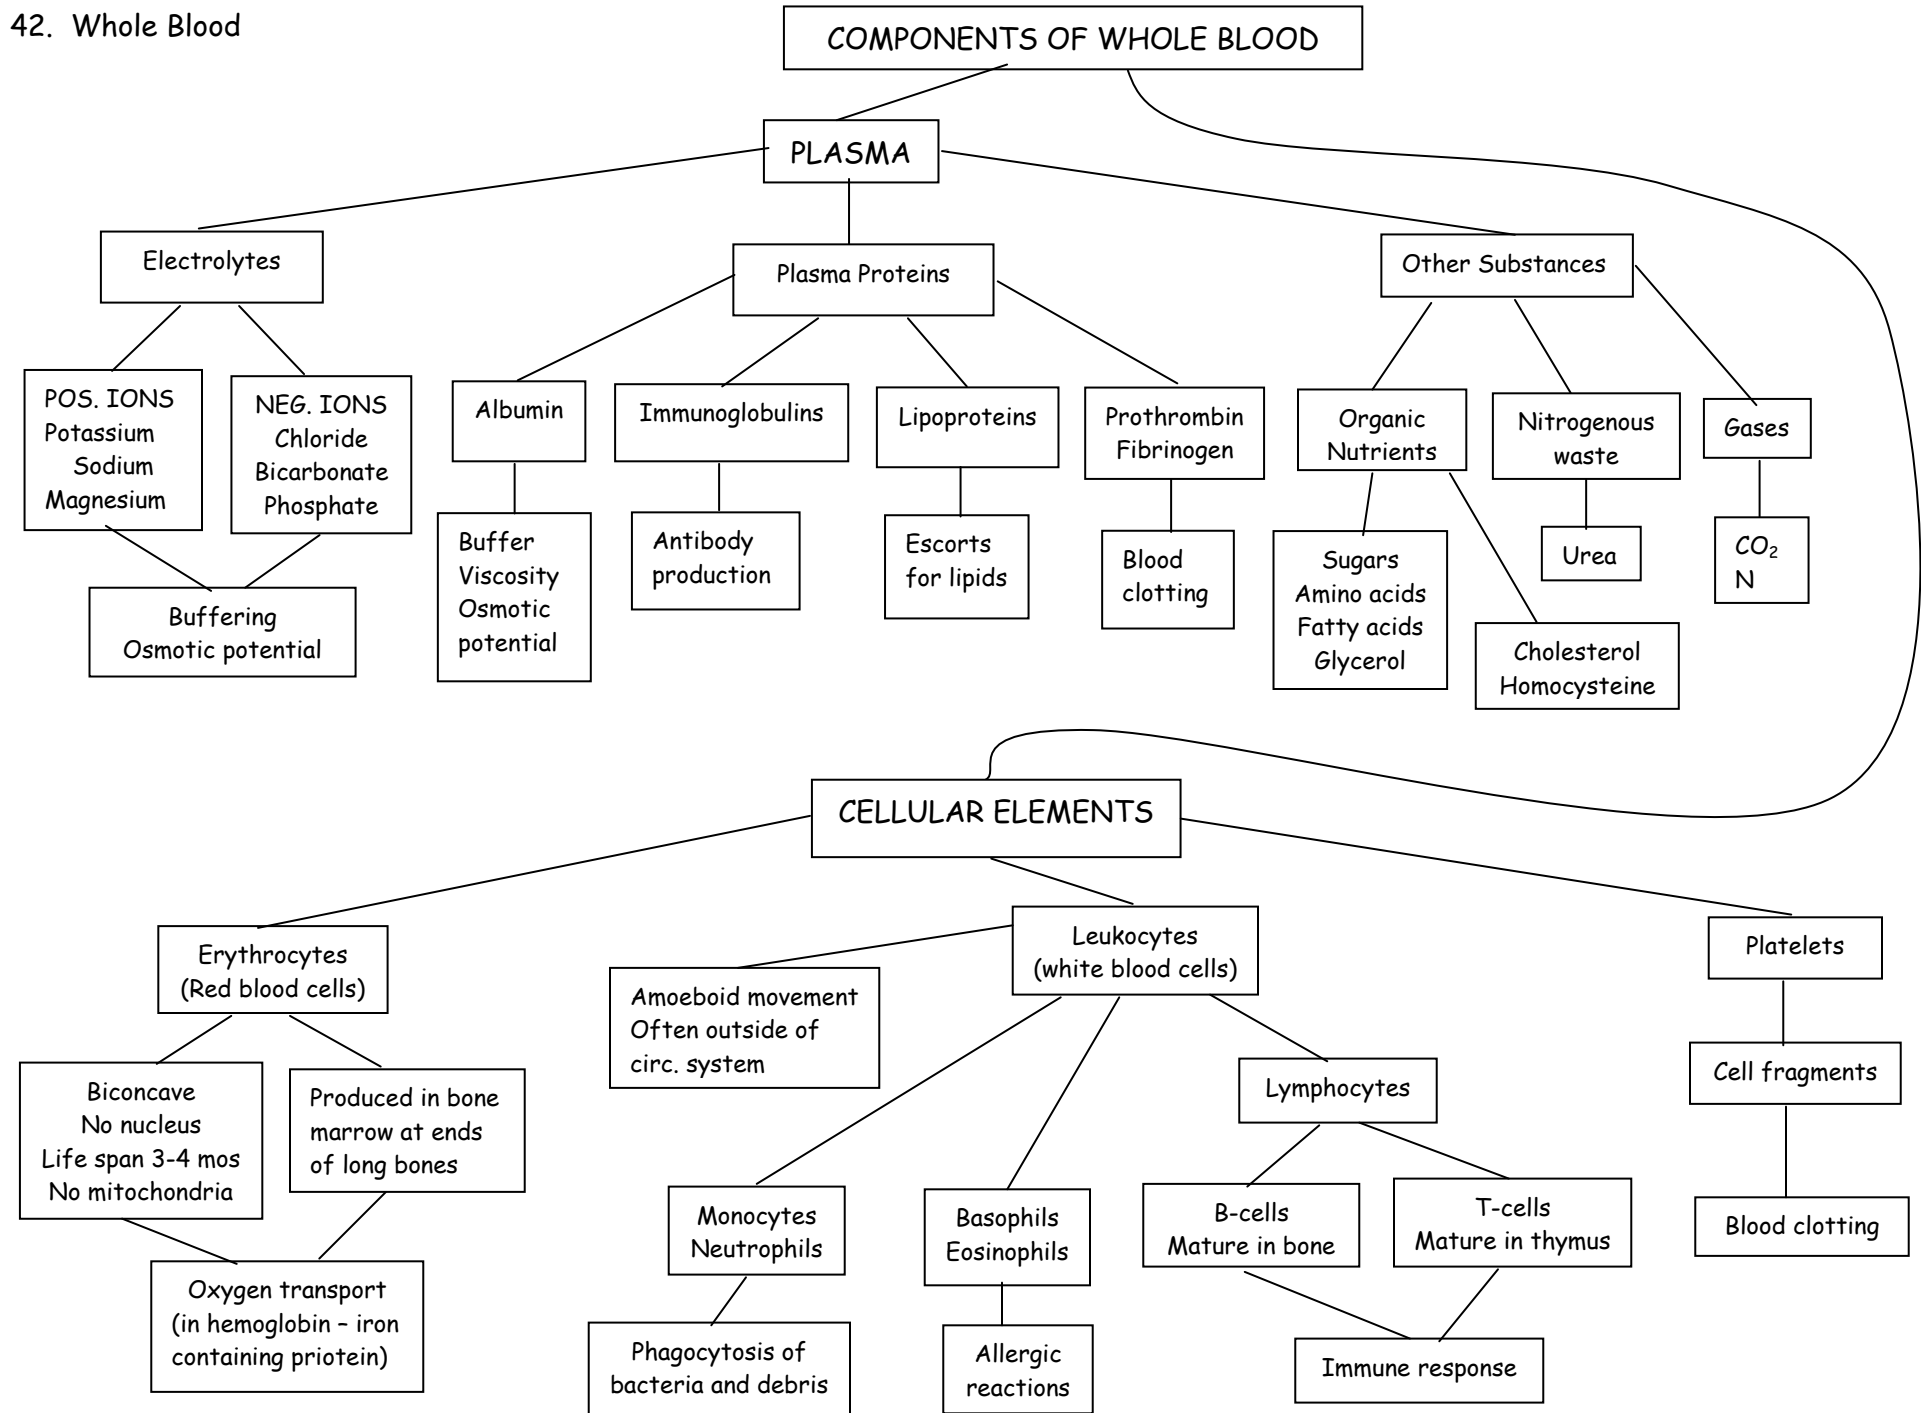 42. Whole Blood
COMPONENTS OF WHOLE BLOOD
PLASMA
Electrolytes
Plasma Proteins
Other Substances
POS. IONS
Potassium
Sodium
Magnesium
NEG. IONS
Chloride
Bicarbonate
Phosphate
Albumin
Immunoglobulins
Lipoproteins
Prothrombin
Fibrinogen
Organic
Nutrients
Nitrogenous
waste
Gases
Buffering
Osmotic potential
Buffer
Viscosity
Osmotic
potential
Antibody
production
Escorts
for lipids
Blood
clotting
Sugars
Amino acids
Fatty acids
Glycerol
Cholesterol
Homocysteine
Urea
CO₂
N
CELLULAR ELEMENTS
Erythrocytes
(Red blood cells)
Leukocytes
(white blood cells)
Platelets
Biconcave
No nucleus
Life span 3-4 mos
No mitochondria
Produced in bone
marrow at ends
of long bones
Oxygen transport
(in hemoglobin – iron
containing priotein)
Amoeboid movement
Often outside of
circ. system
Monocytes
Neutrophils
Phagocytosis of
bacteria and debris
Basophils
Eosinophils
Allergic
reactions
Lymphocytes
B-cells
Mature in bone
T-cells
Mature in thymus
Immune response
Cell fragments
Blood clotting